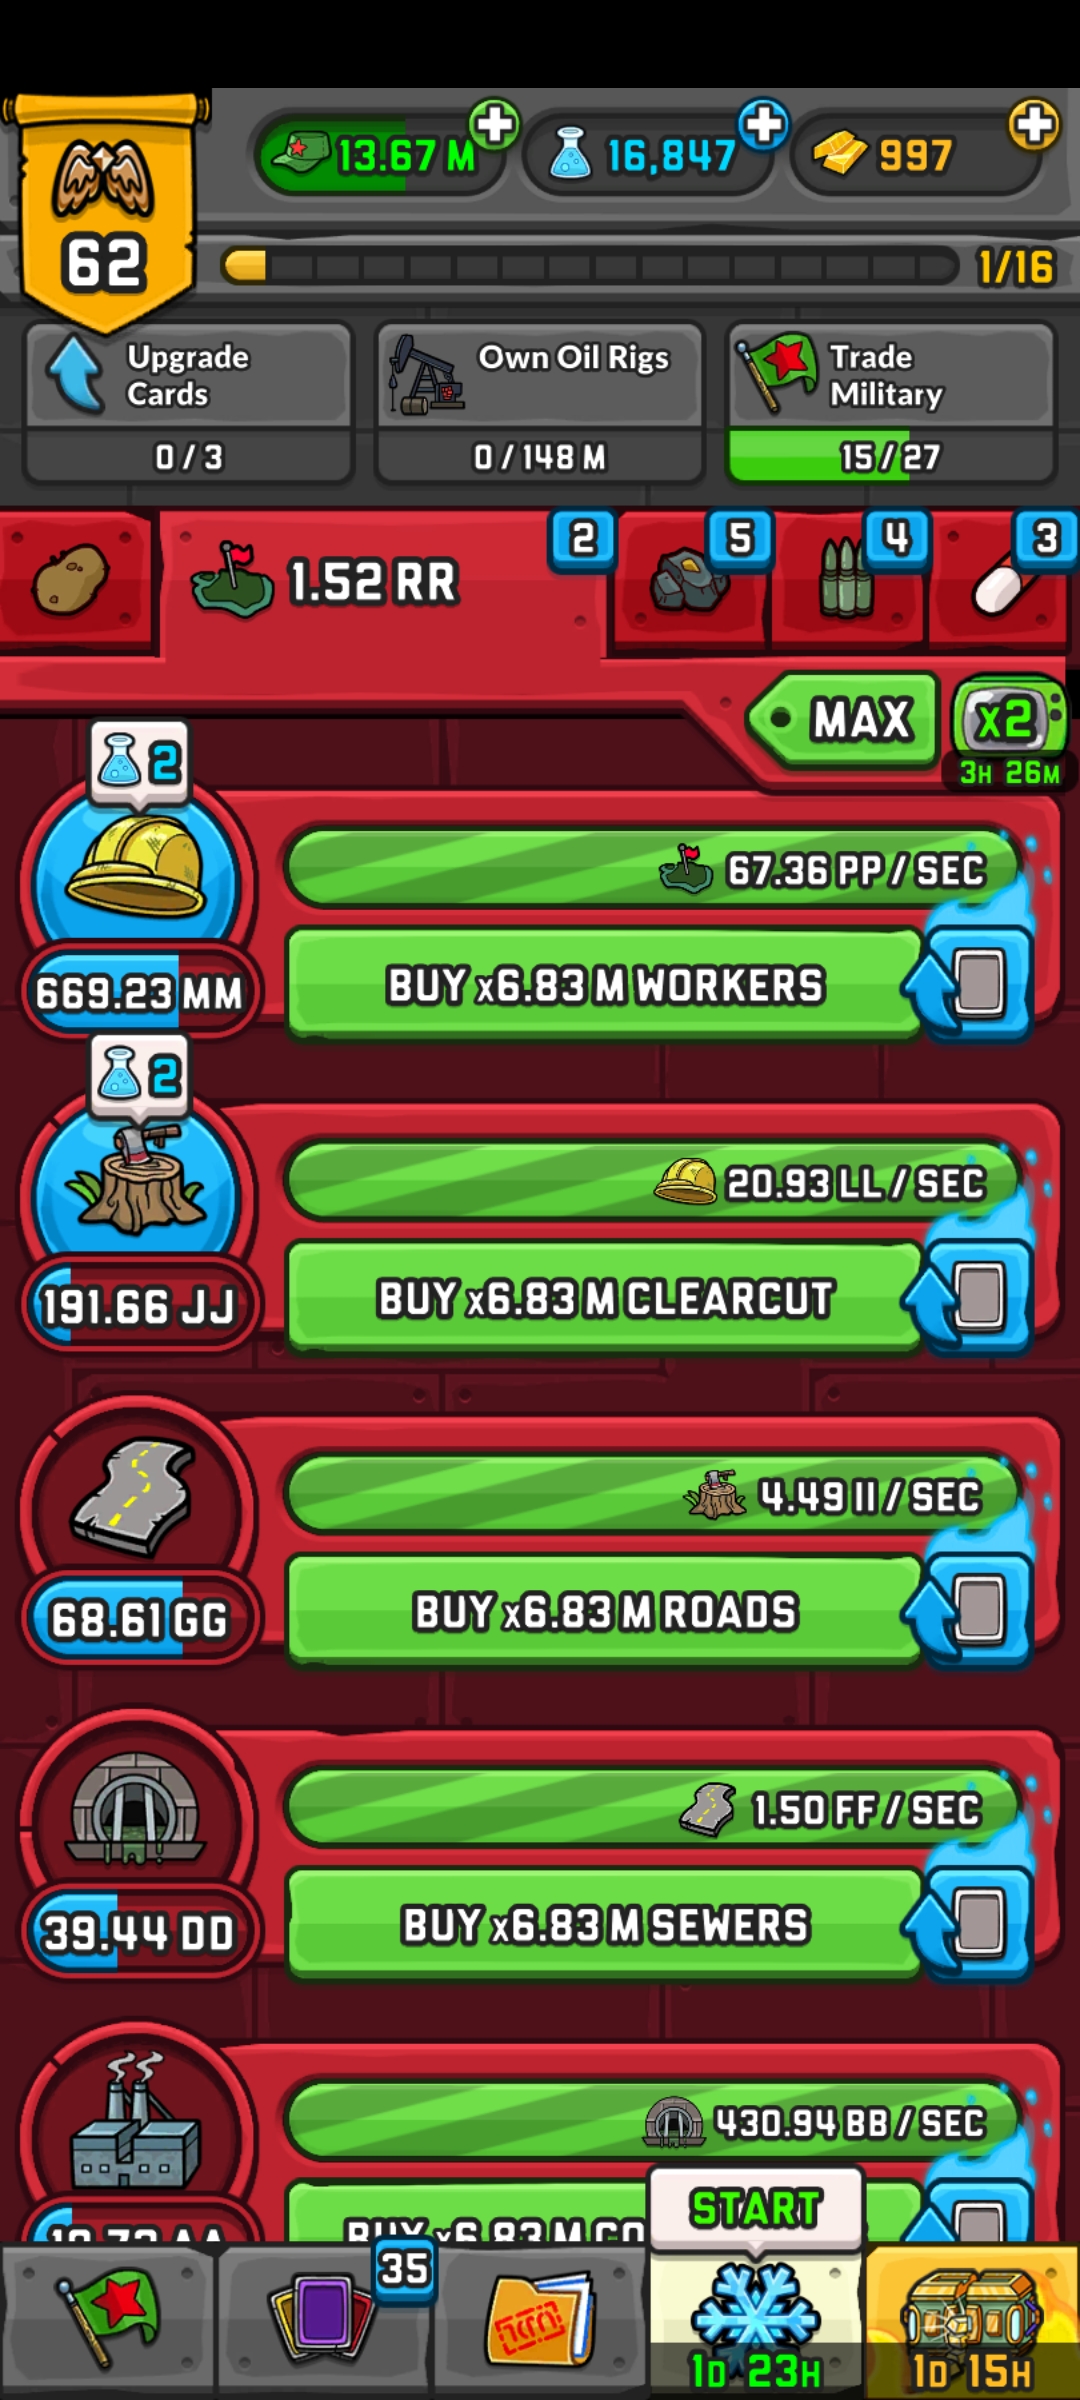 13.67 M
16,847
997
62
1/16
Upgrade
Cards
0 / 3
Own Oil Rigs
0 / 148 M
Trade
Military
15 / 27
1.52 RR
2
5
4
3
MAX
x2
3H 26M
2
67.36 PP / SEC
669.23 MM
BUY x6.83 M WORKERS
2
20.93 LL / SEC
191.66 JJ
BUY x6.83 M CLEARCUT
4.49 II / SEC
68.61 GG
BUY x6.83 M ROADS
1.50 FF / SEC
39.44 DD
BUY x6.83 M SEWERS
430.94 BB / SEC
BUY x6.83 M
START
35
1D 23H
1D 15H